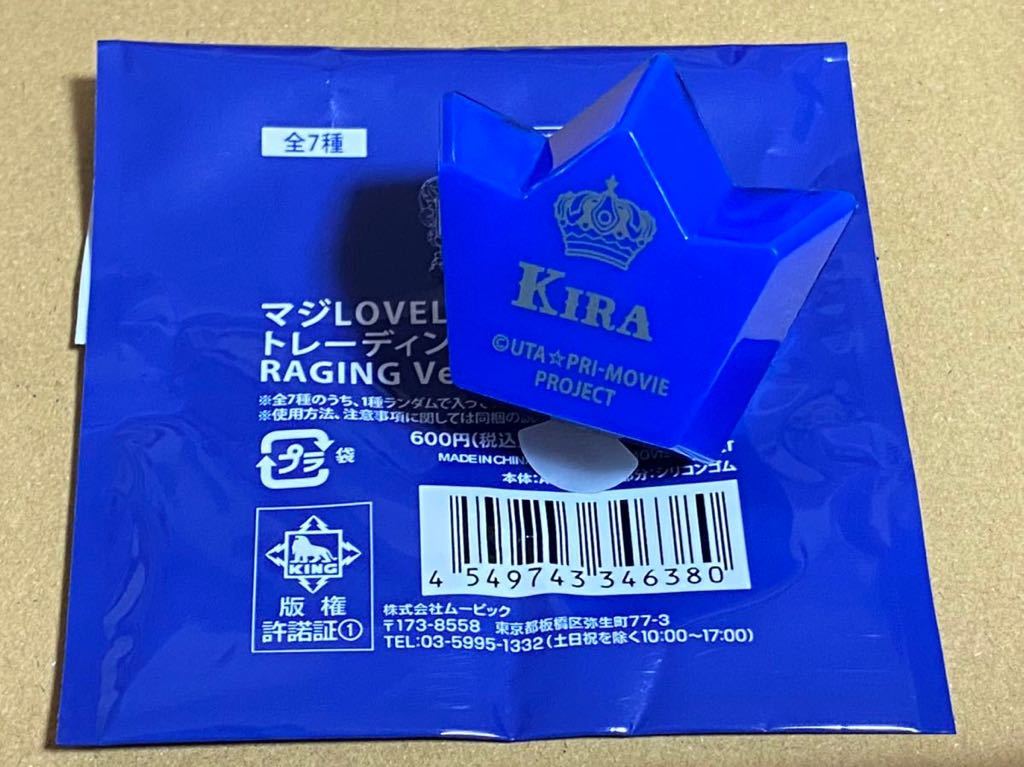 全7種
KIRA
©UTA☆PRI-MOVIE
PROJECT
マジLOVEL
トレーディン
RAGING Ve
※全7種のうち、1種ランダムで入って
※使用方法、注意事項に関しては同梱の説
プラ 袋
600円(税込
MADE IN CHINA
本体:A 部分:シリコンゴム
4 549743 346380
KING
版権
許諾証①
株式会社ムービック
〒173-8558 東京都板橋区弥生町77-3
TEL:03-5995-1332(土日祝を除く10:00~17:00)